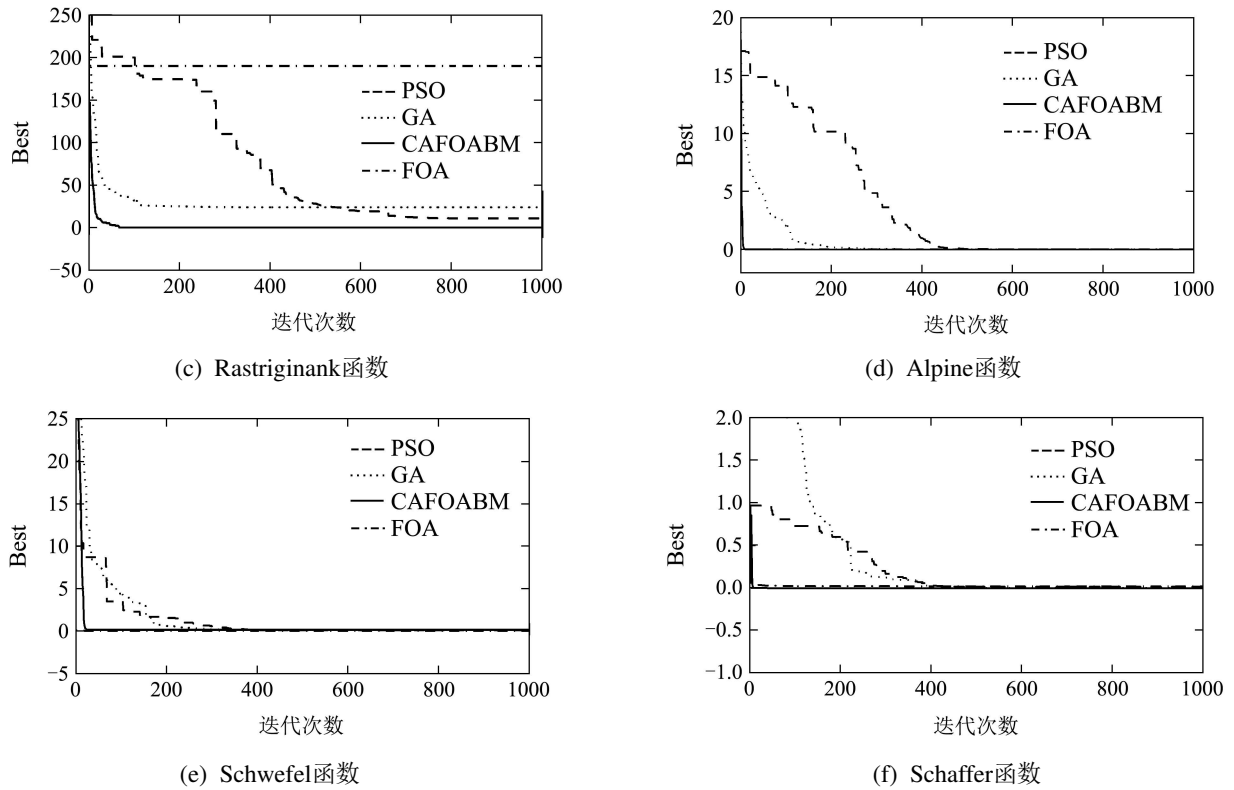 250
200
150
100
50
0
−50
Best
PSO
GA
CAFOABM
FOA
0 200 400 600 800 1000
迭代次数
(c) Rastriginank函数
20
15
10
5
0
Best
PSO
GA
CAFOABM
FOA
0 200 400 600 800 1000
迭代次数
(d) Alpine函数
25
20
15
10
5
0
−5
Best
PSO
GA
CAFOABM
FOA
0 200 400 600 800 1000
迭代次数
(e) Schwefel函数
2.0
1.5
1.0
0.5
0.0
−0.5
−1.0
Best
PSO
GA
CAFOABM
FOA
0 200 400 600 800 1000
迭代次数
(f) Schaffer函数